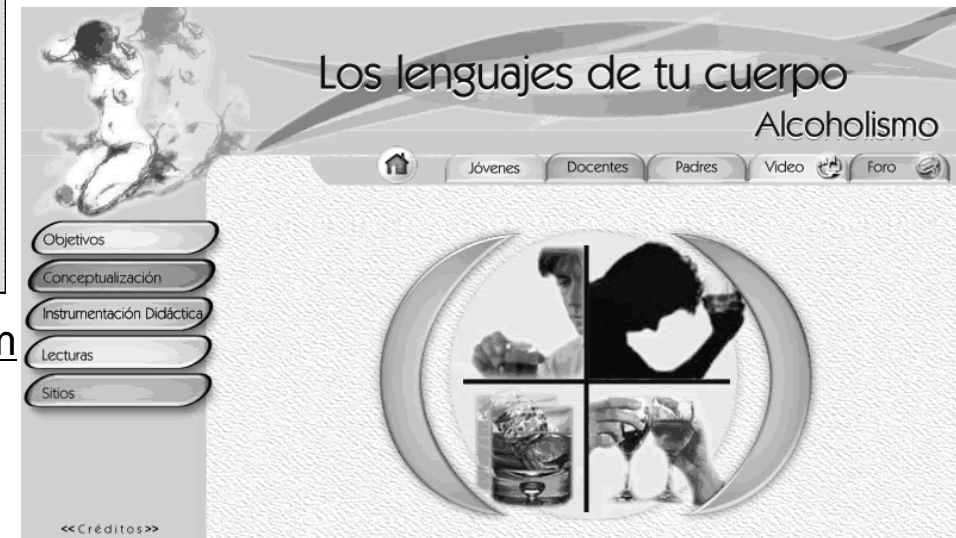 Los lenguajes de tu cuerpo
Alcoholismo
Jóvenes Docentes Padres Video Foro
Objetivos
Conceptualización
Instrumentación Didáctica
n
Lecturas
Sitios
<<Créditos>>